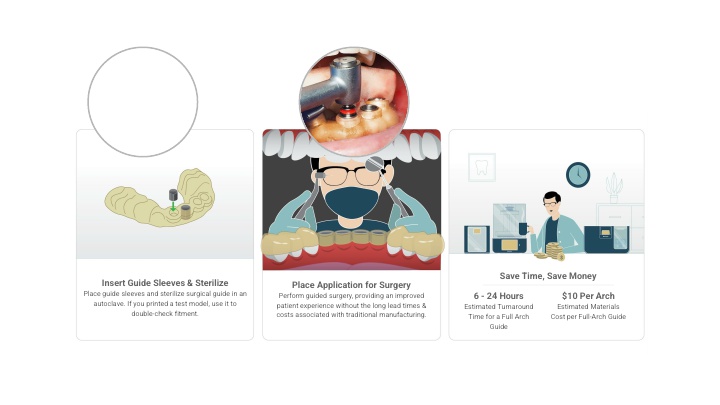 Insert Guide Sleeves & Sterilize
Place guide sleeves and sterilize surgical guide in an
autoclave. If you printed a test model, use it to
double-check fitment.
Place Application for Surgery
Perform guided surgery, providing an improved
patient experience without the long lead times &
costs associated with traditional manufacturing.
Save Time, Save Money
6 - 24 Hours
Estimated Turnaround
Time for a Full Arch
Guide
$10 Per Arch
Estimated Materials
Cost per Full-Arch Guide